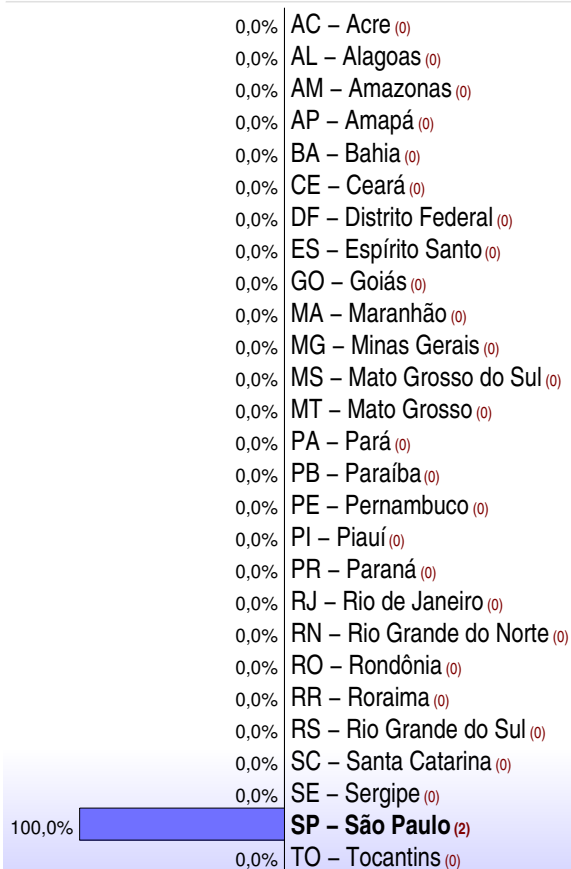 0,0% AC – Acre (0)
0,0% AL – Alagoas (0)
0,0% AM – Amazonas (0)
0,0% AP – Amapá (0)
0,0% BA – Bahia (0)
0,0% CE – Ceará (0)
0,0% DF – Distrito Federal (0)
0,0% ES – Espírito Santo (0)
0,0% GO – Goiás (0)
0,0% MA – Maranhão (0)
0,0% MG – Minas Gerais (0)
0,0% MS – Mato Grosso do Sul (0)
0,0% MT – Mato Grosso (0)
0,0% PA – Pará (0)
0,0% PB – Paraíba (0)
0,0% PE – Pernambuco (0)
0,0% PI – Piauí (0)
0,0% PR – Paraná (0)
0,0% RJ – Rio de Janeiro (0)
0,0% RN – Rio Grande do Norte (0)
0,0% RO – Rondônia (0)
0,0% RR – Roraima (0)
0,0% RS – Rio Grande do Sul (0)
0,0% SC – Santa Catarina (0)
0,0% SE – Sergipe (0)
100,0% SP – São Paulo (2)
0,0% TO – Tocantins (0)